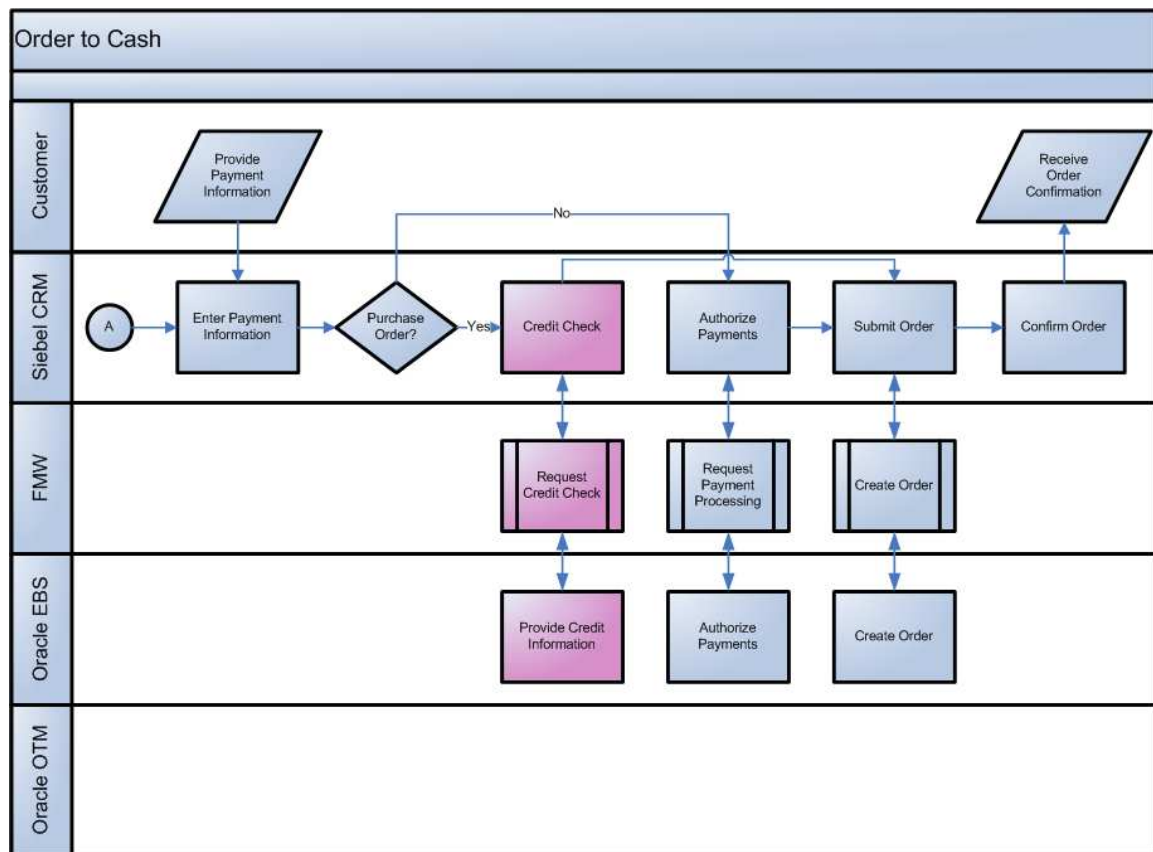 Order to Cash
Customer
Provide
Payment
Information
Receive
Order
Confirmation
No
Siebel CRM
A
Enter Payment
Information
Purchase
Order?
Yes
Credit Check
Authorize
Payments
Submit Order
Confirm Order
FMW
Request
Credit Check
Request
Payment
Processing
Create Order
Oracle EBS
Provide Credit
Information
Authorize
Payments
Create Order
Oracle OTM